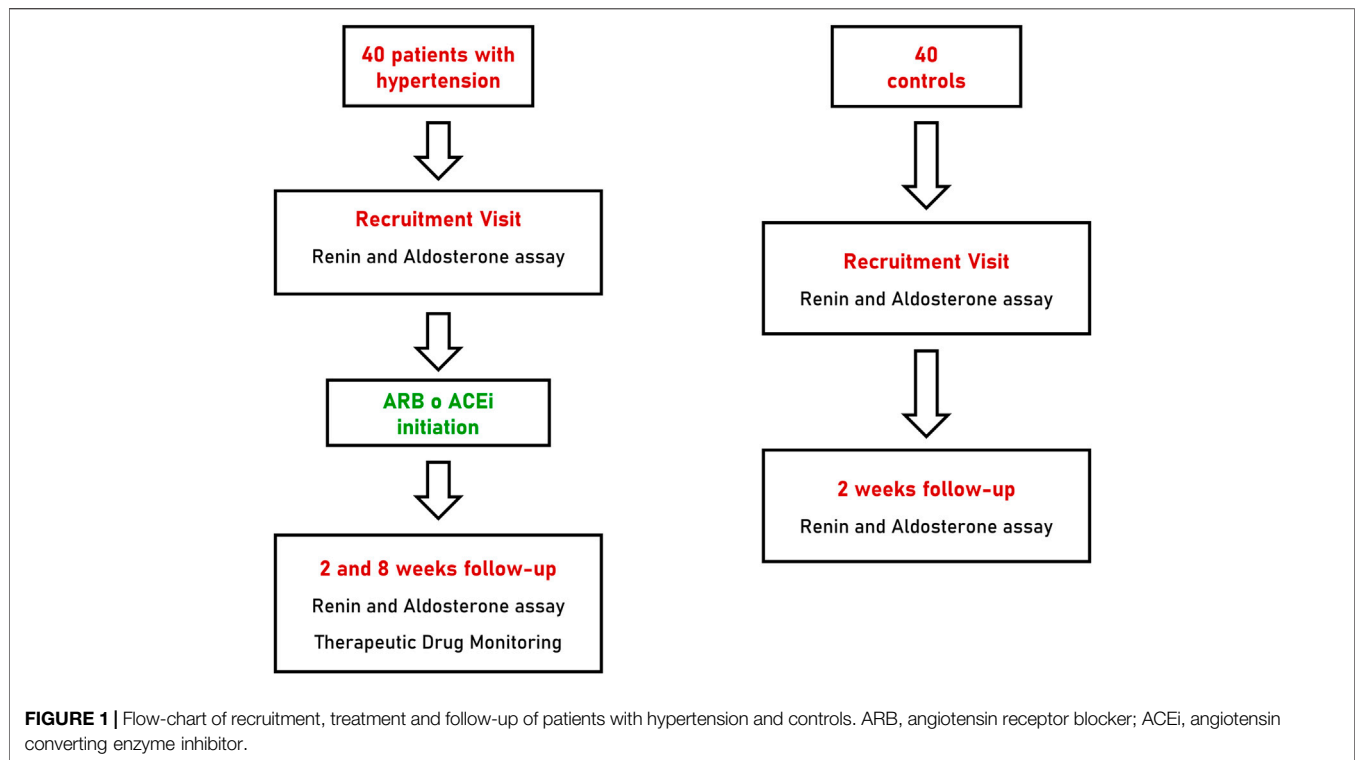 40 patients with
hypertension
Recruitment Visit
Renin and Aldosterone assay
ARB o ACEi
initiation
2 and 8 weeks follow-up
Renin and Aldosterone assay
Therapeutic Drug Monitoring
40
controls
Recruitment Visit
Renin and Aldosterone assay
2 weeks follow-up
Renin and Aldosterone assay
FIGURE 1 | Flow-chart of recruitment, treatment and follow-up of patients with hypertension and controls. ARB, angiotensin receptor blocker; ACEi, angiotensin
converting enzyme inhibitor.